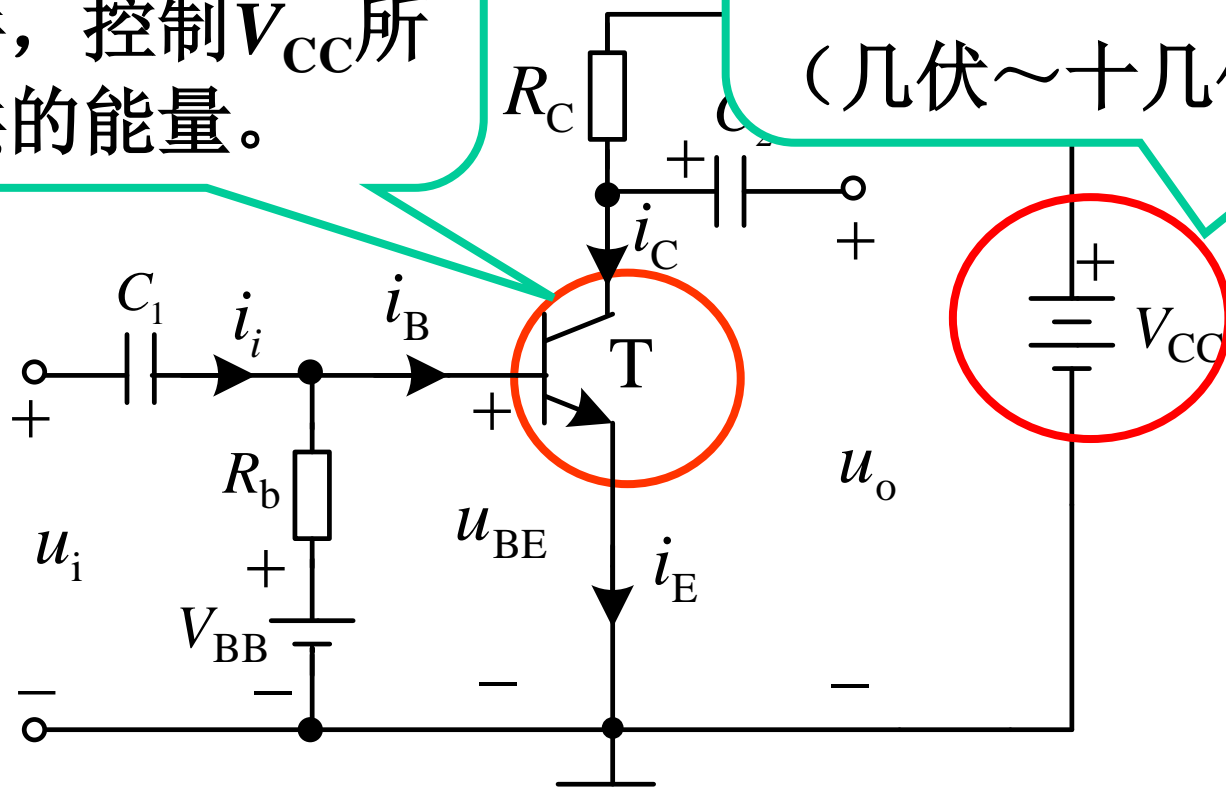 ，控制VCC所
的能量。
（几伏～十几
RC
C2
+
+
iC
+
VCC
C1
ii
iB
T
+
+
Rb
uo
uBE
ui
+
iE
VBB
−
−
−
−